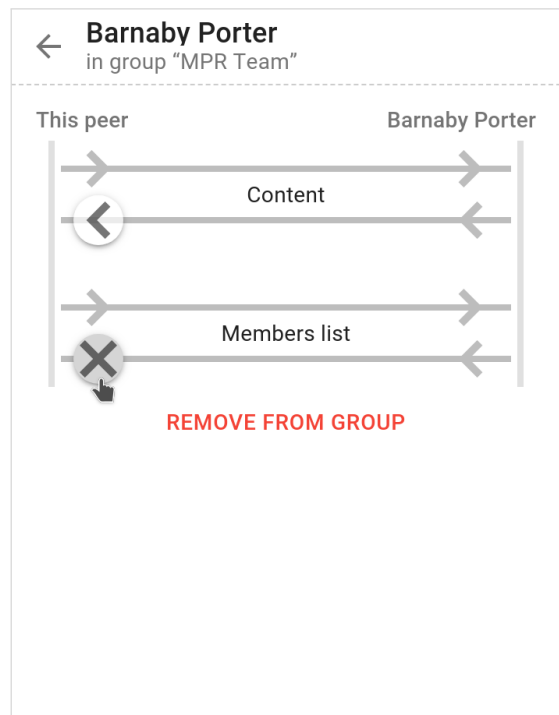 Barnaby Porter
in group “MPR Team”
This peer
Barnaby Porter
Content
Members list
REMOVE FROM GROUP